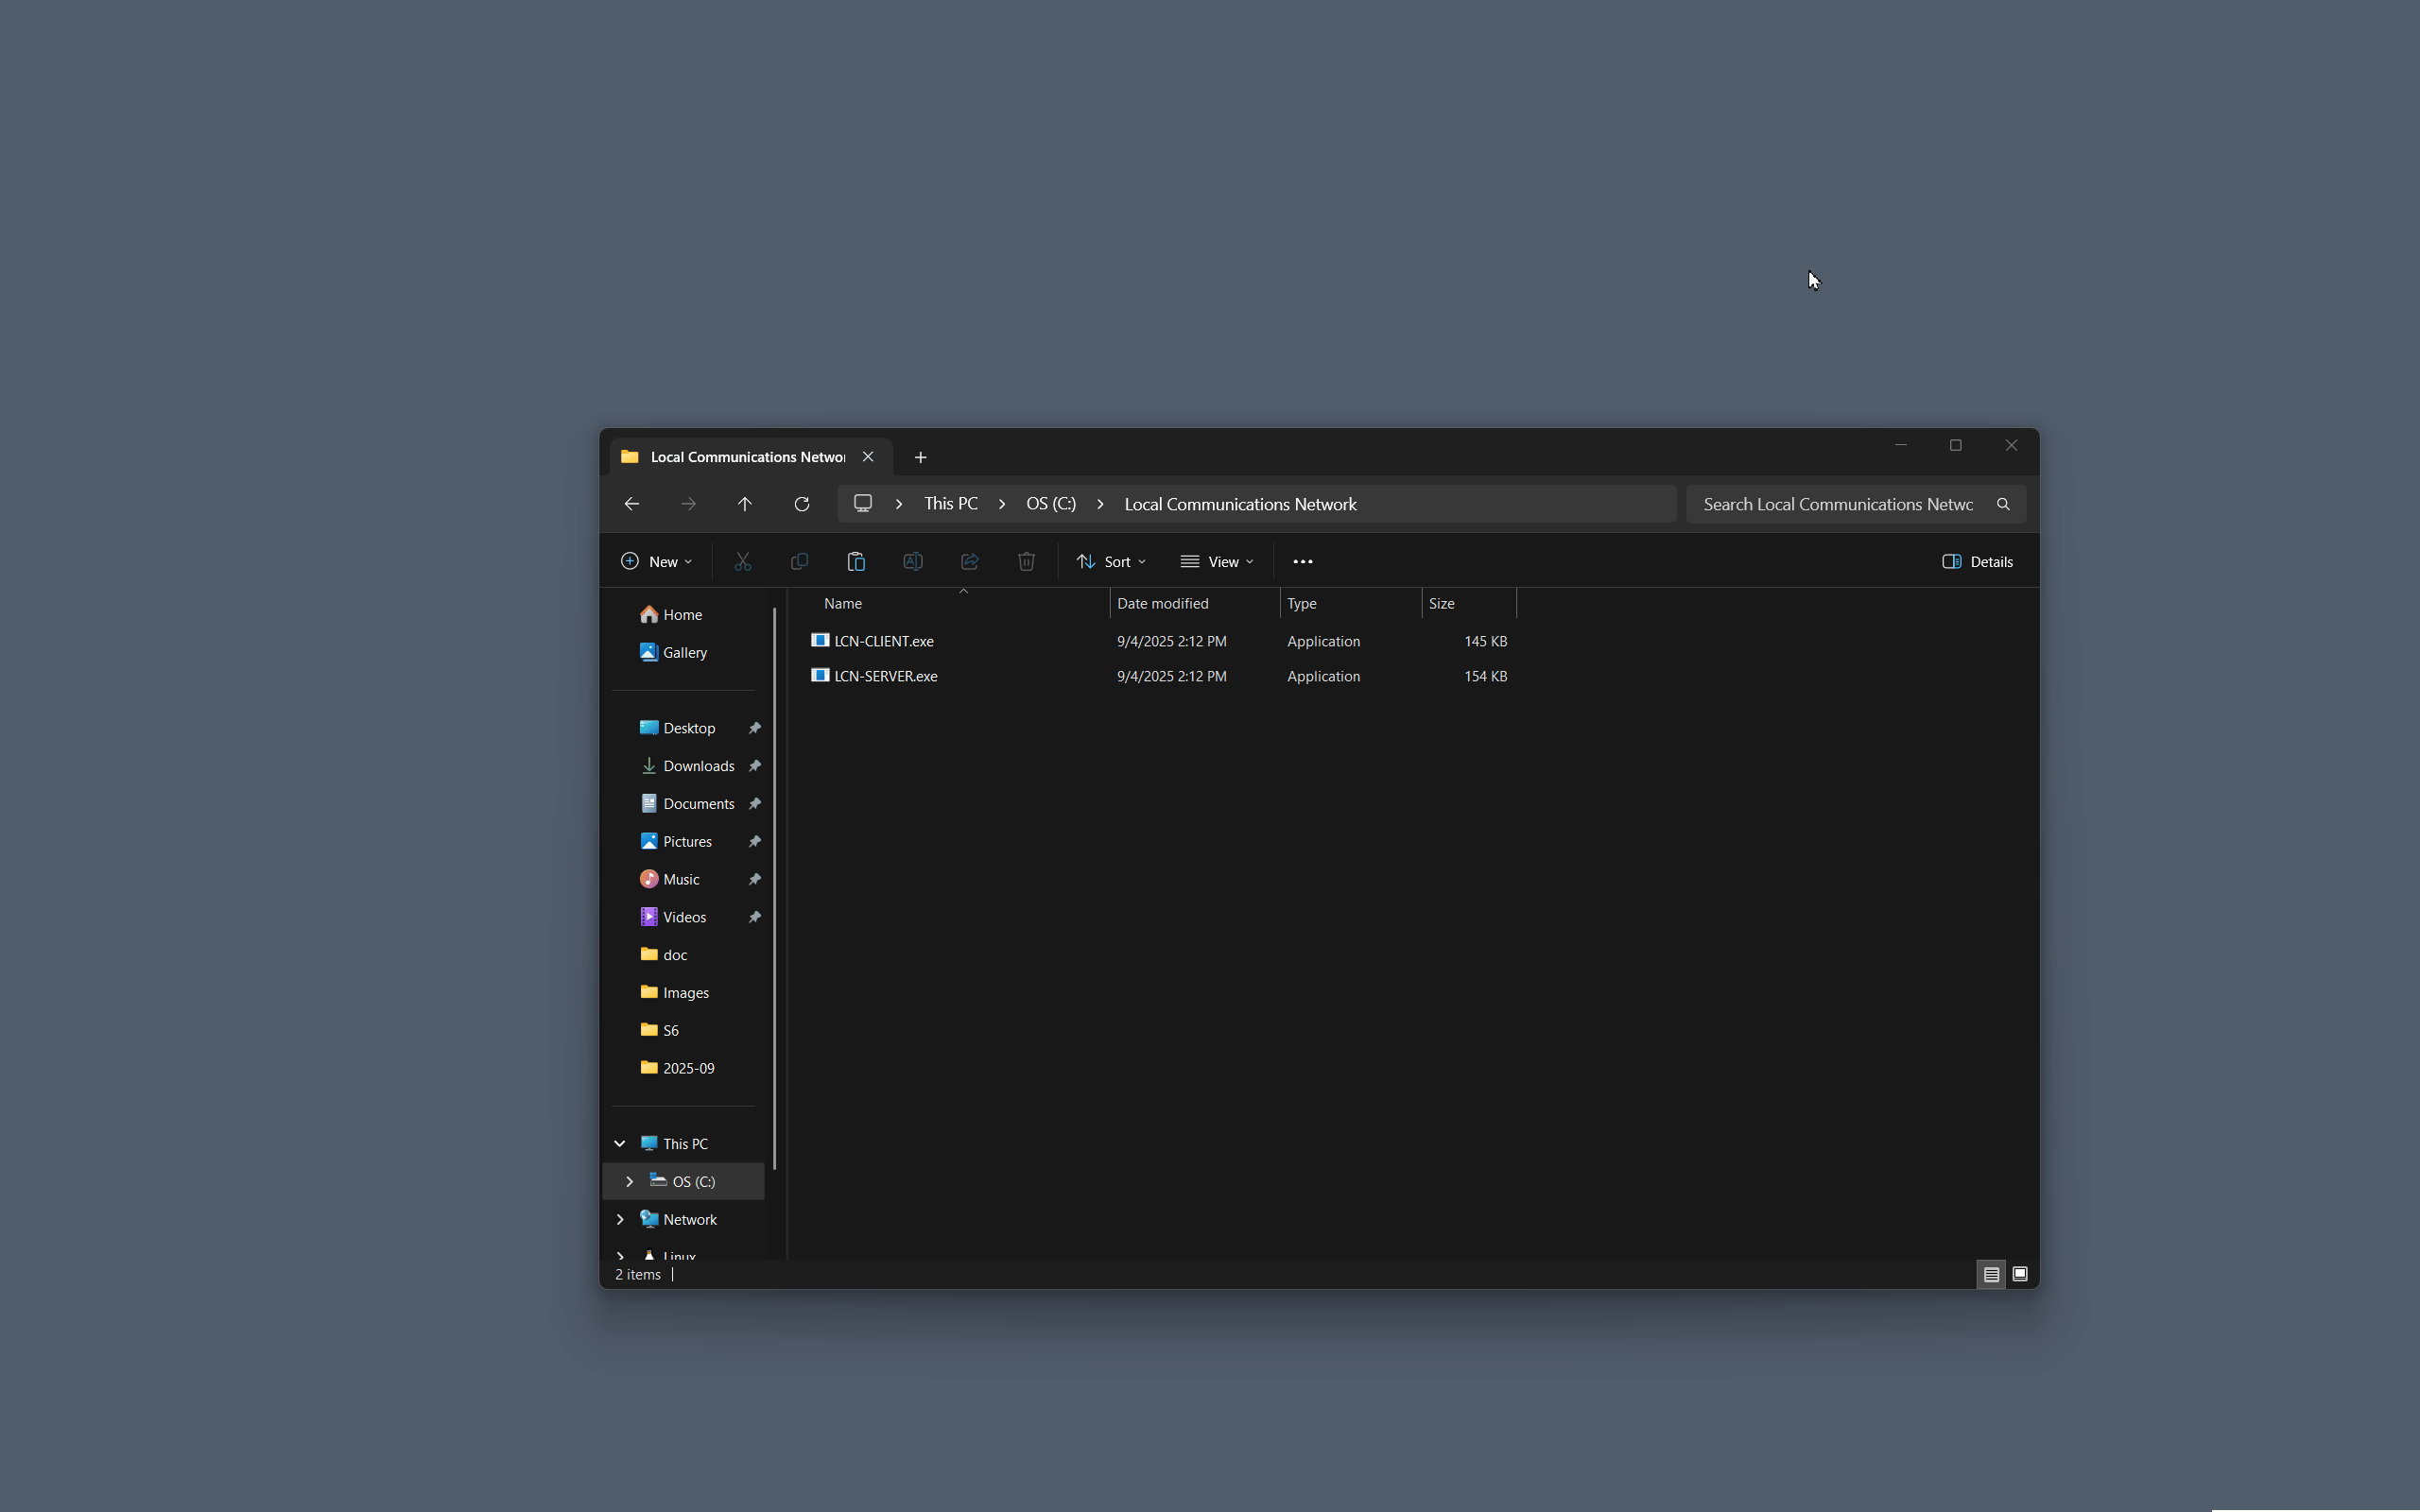 Local Communications Networ
This PC OS (C:) Local Communications Network
Search Local Communications Netwo
New Sort View Details
Name Date modified Type Size
LCN-CLIENT.exe 9/4/2025 2:12 PM Application 145 KB
LCN-SERVER.exe 9/4/2025 2:12 PM Application 154 KB
Home
Gallery
Desktop
Downloads
Documents
Pictures
Music
Videos
doc
Images
S6
2025-09
This PC
OS (C:)
Network
Linux
2 items